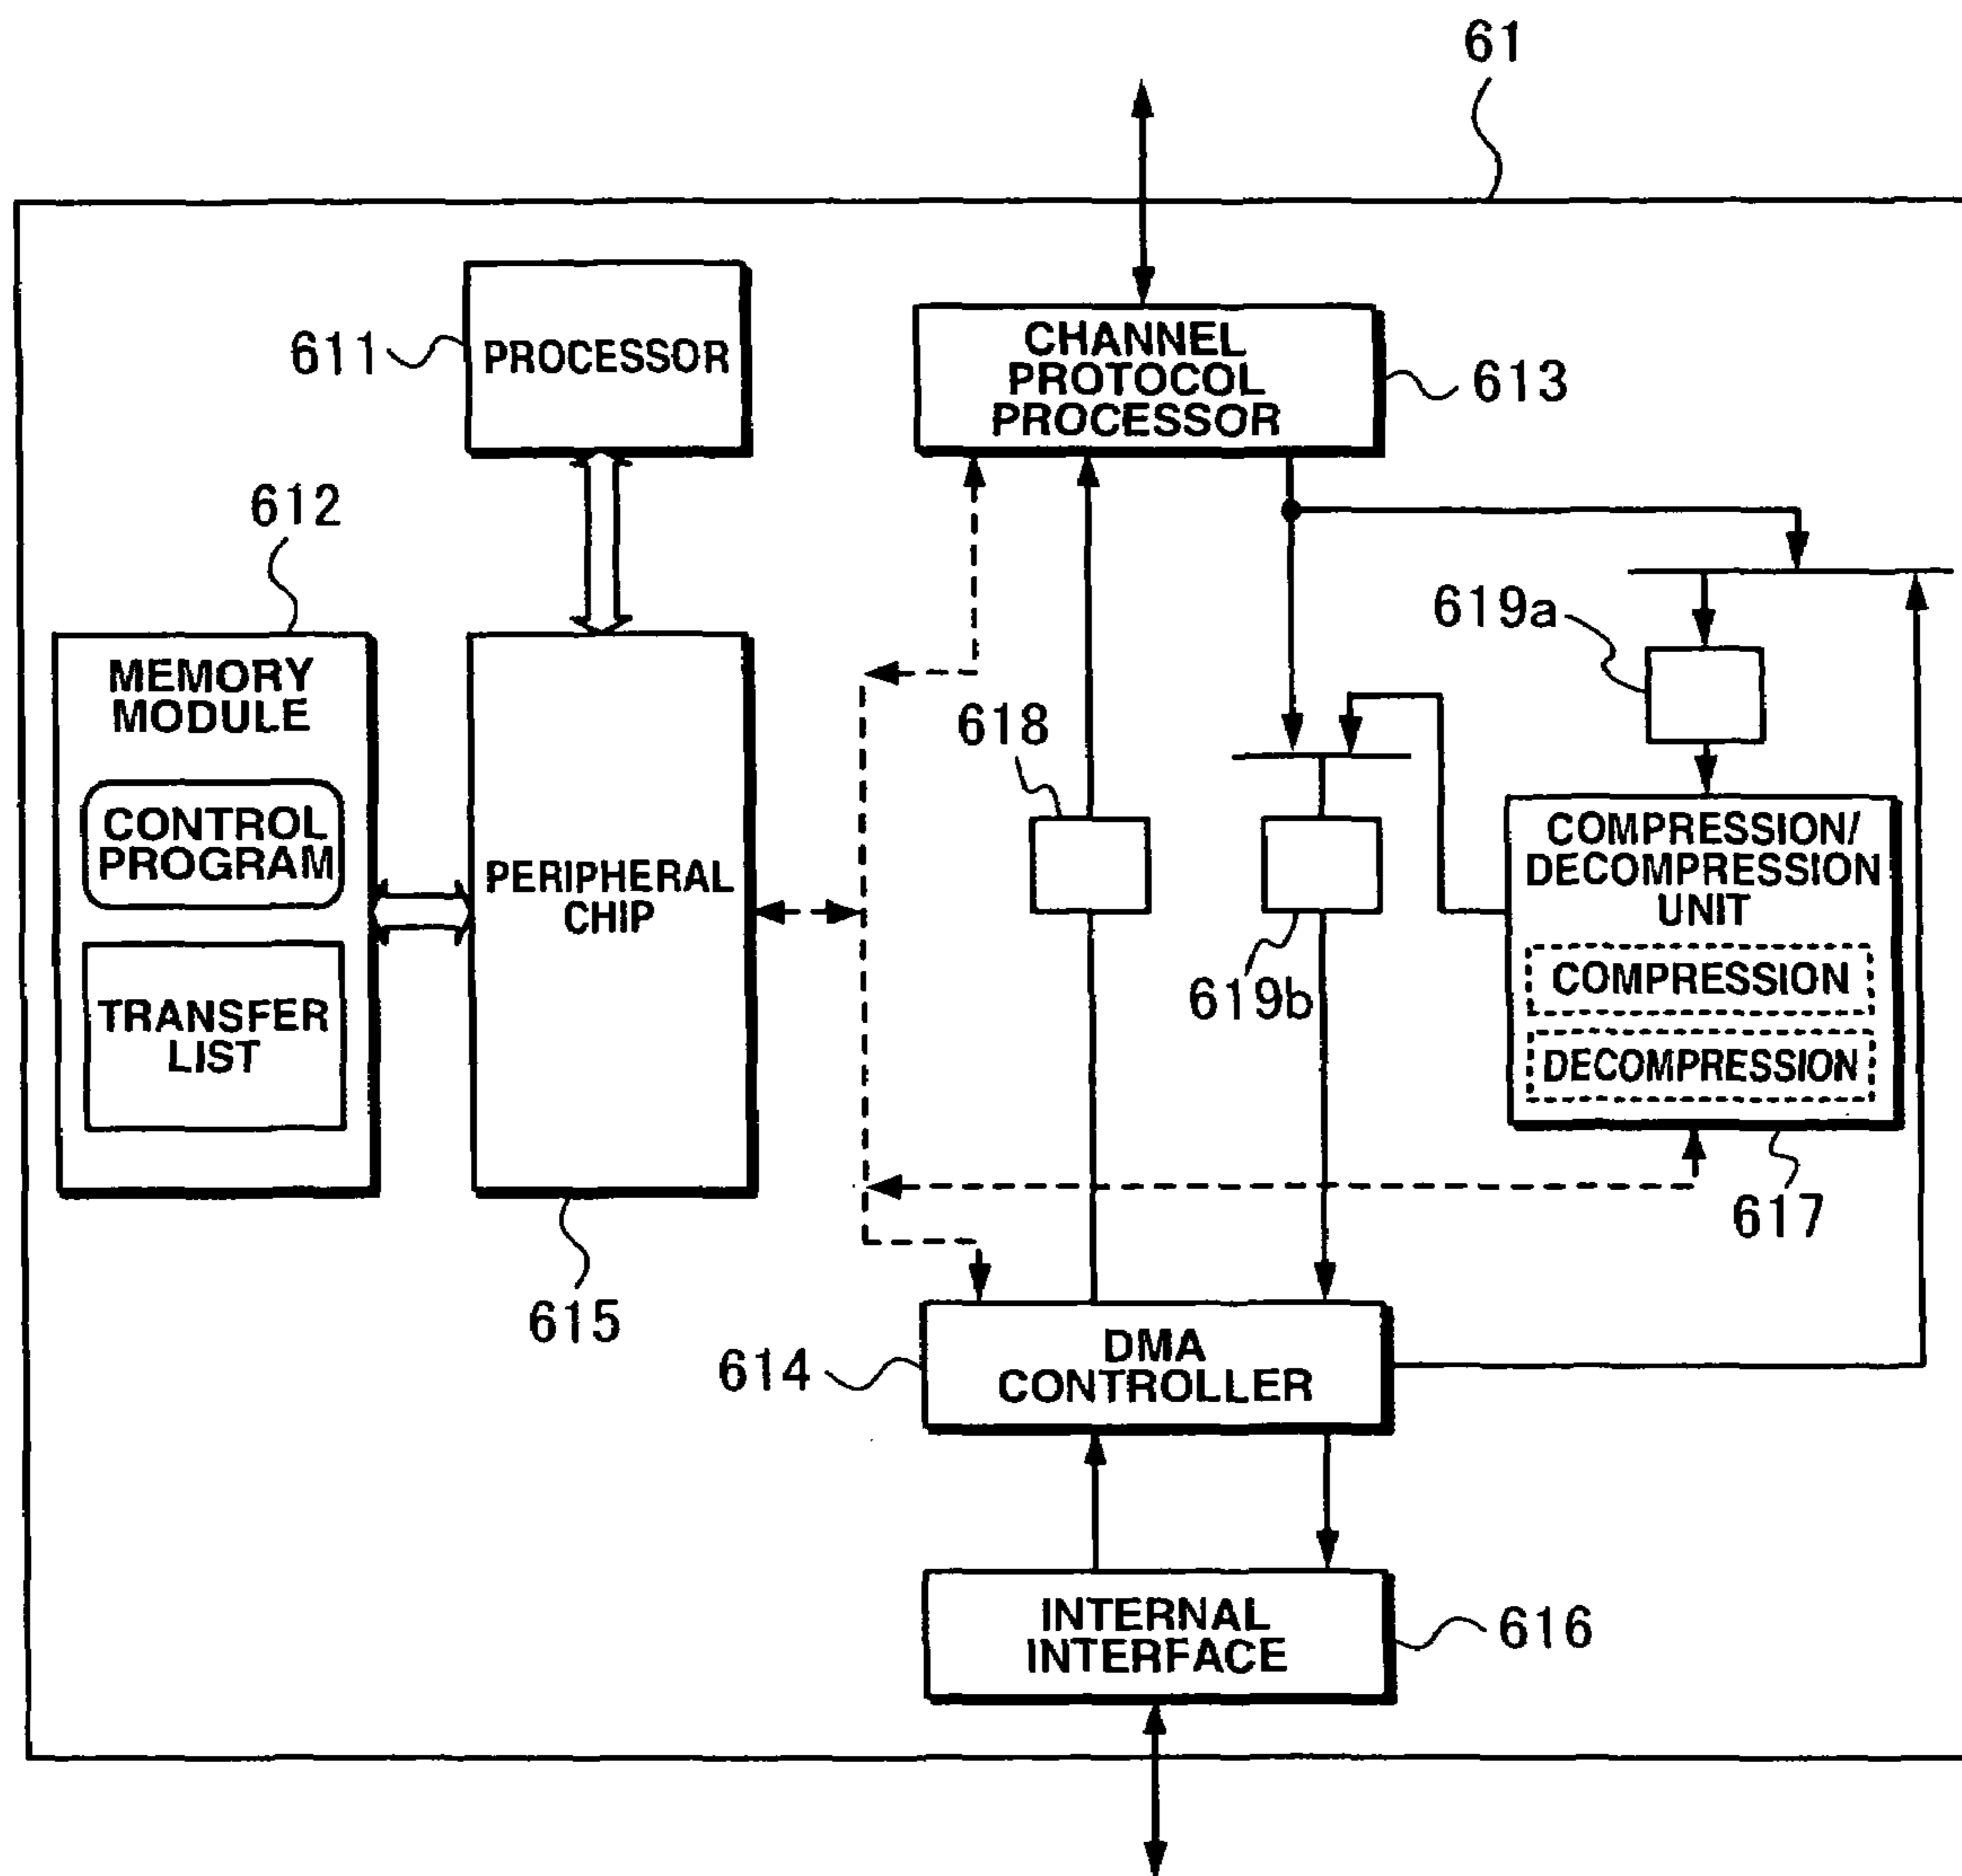 61
611
PROCESSOR
CHANNEL
PROTOCOL
PROCESSOR
613
612
MEMORY
MODULE
CONTROL
PROGRAM
TRANSFER
LIST
PERIPHERAL
CHIP
615
618
619a
619b
COMPRESSION/
DECOMPRESSION
UNIT
COMPRESSION
DECOMPRESSION
617
614
DMA
CONTROLLER
INTERNAL
INTERFACE
616